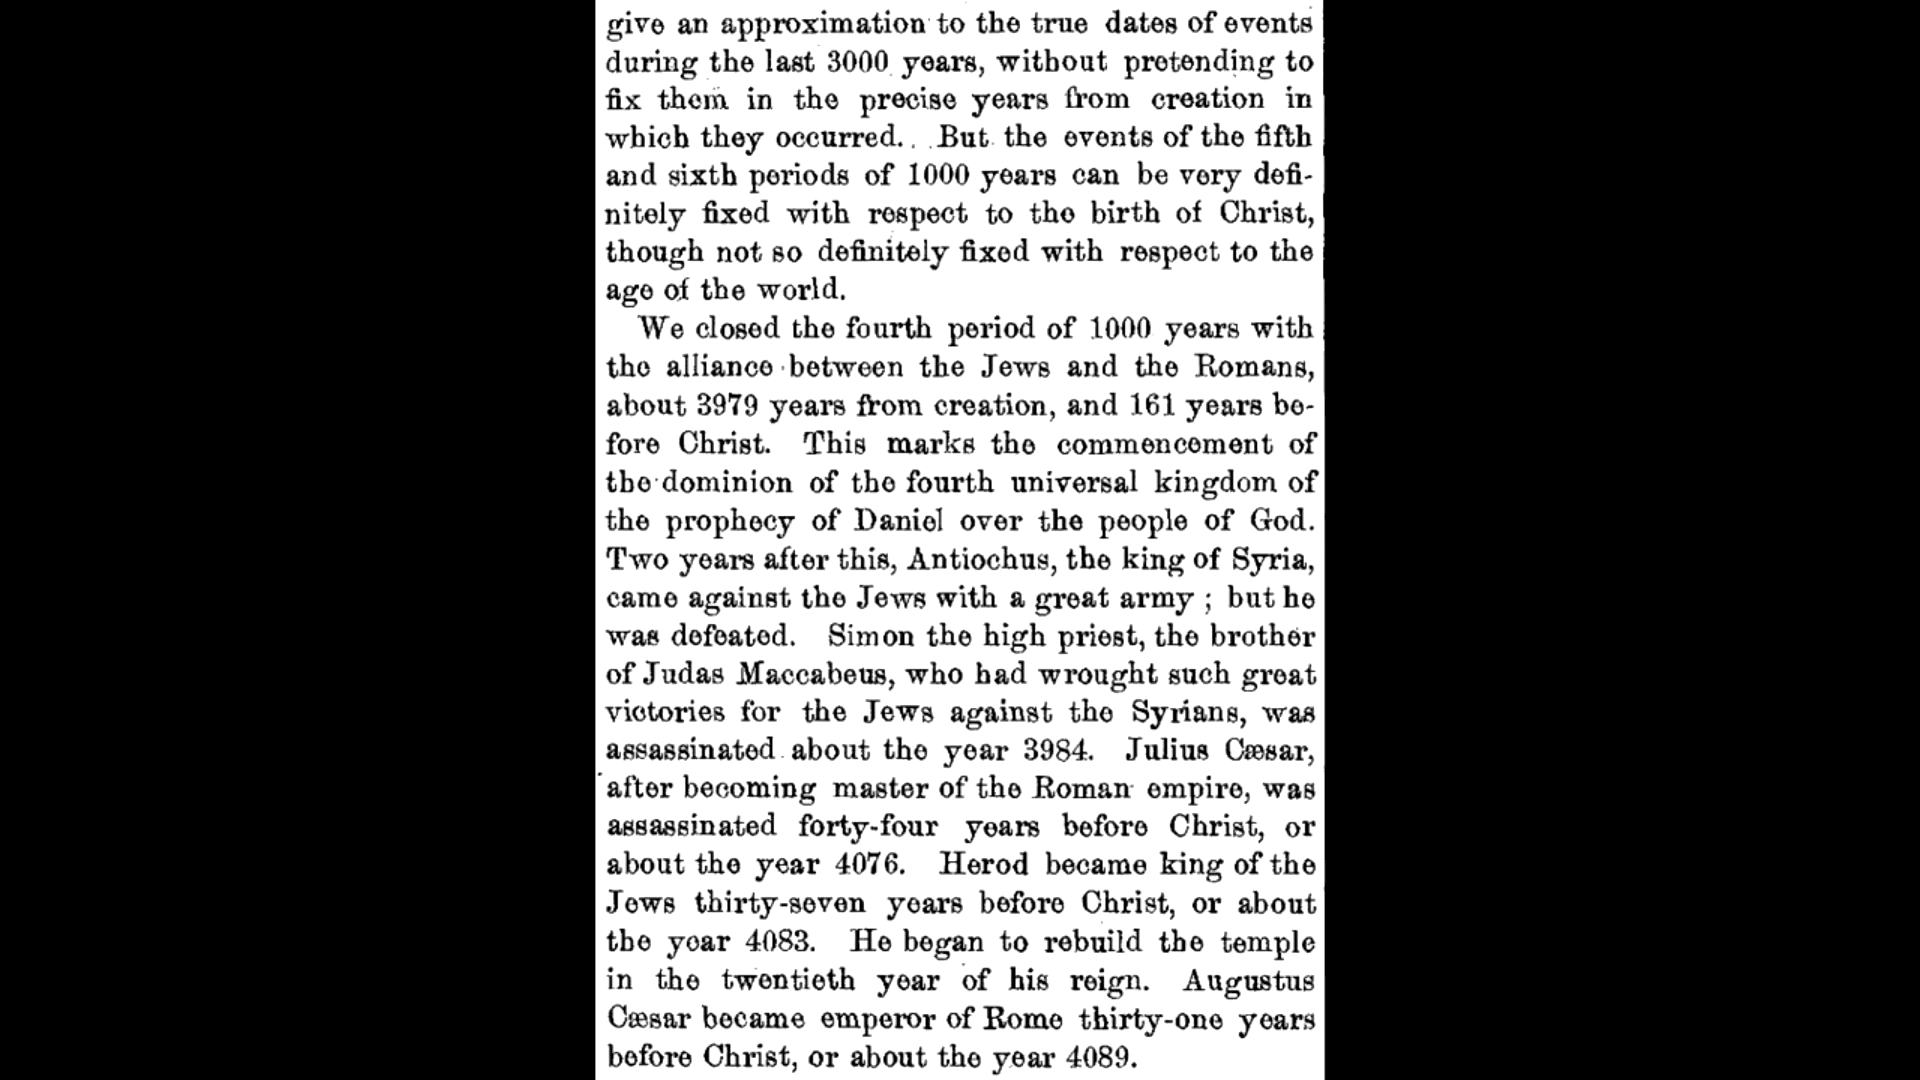 give an approximation to the true dates of events
during the last 3000 years, without pretending to
fix them in the precise years from creation in
which they occurred. But the events of the fifth
and sixth periods of 1000 years can be very defi-
nitely fixed with respect to the birth of Christ,
though not so definitely fixed with respect to the
age of the world.
We closed the fourth period of 1000 years with
the alliance between the Jews and the Romans,
about 3979 years from creation, and 161 years be-
fore Christ. This marks the commencement of
the dominion of the fourth universal kingdom of
the prophecy of Daniel over the people of God.
Two years after this, Antiochus, the king of Syria,
came against the Jews with a great army ; but he
was defeated. Simon the high priest, the brother
of Judas Maccabeus, who had wrought such great
victories for the Jews against the Syrians, was
assassinated about the year 3984. Julius Cæsar,
after becoming master of the Roman empire, was
assassinated forty-four years before Christ, or
about the year 4076. Herod became king of the
Jews thirty-seven years before Christ, or about
the year 4083. He began to rebuild the temple
in the twentieth year of his reign. Augustus
Cæsar became emperor of Rome thirty-one years
before Christ, or about the year 4089.